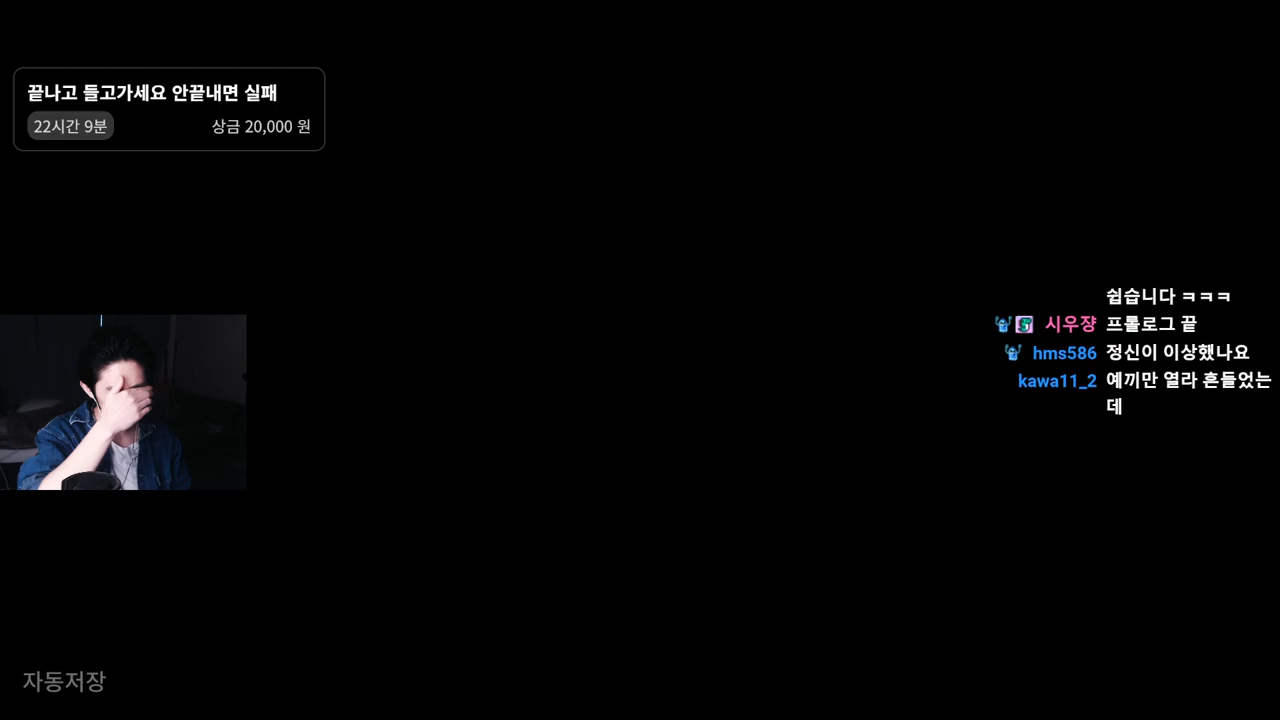 끝나고 들고가세요 안끝내면 실패
22시간 9분 상금 20,000 원
쉽습니다 ㅋㅋㅋ
시우쟝 프롤로그 끝
hms586 정신이 이상했나요
kawa11_2 예끼만 열라 흔들었는
데
자동저장